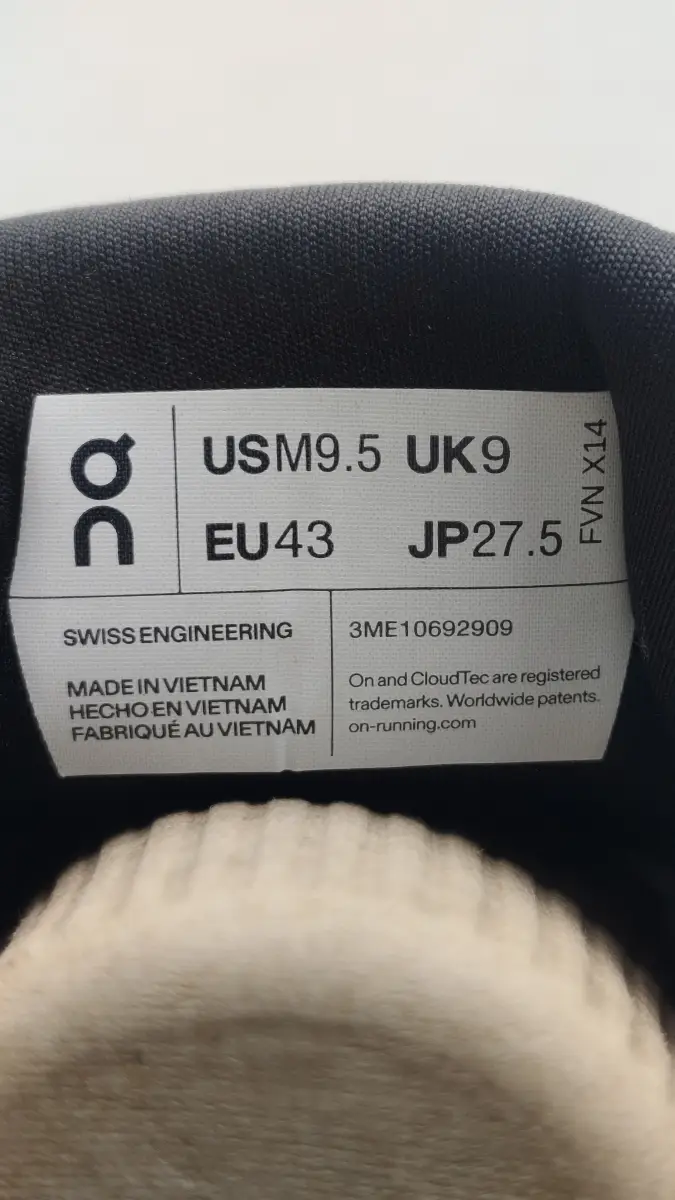 On
USM9.5 UK9
EU43 JP27.5
FVN X14
SWISS ENGINEERING
MADE IN VIETNAM
HECHO EN VIETNAM
FABRIQUÉ AU VIETNAM
3ME10692909
On and CloudTec are registered
trademarks. Worldwide patents.
on-running.com